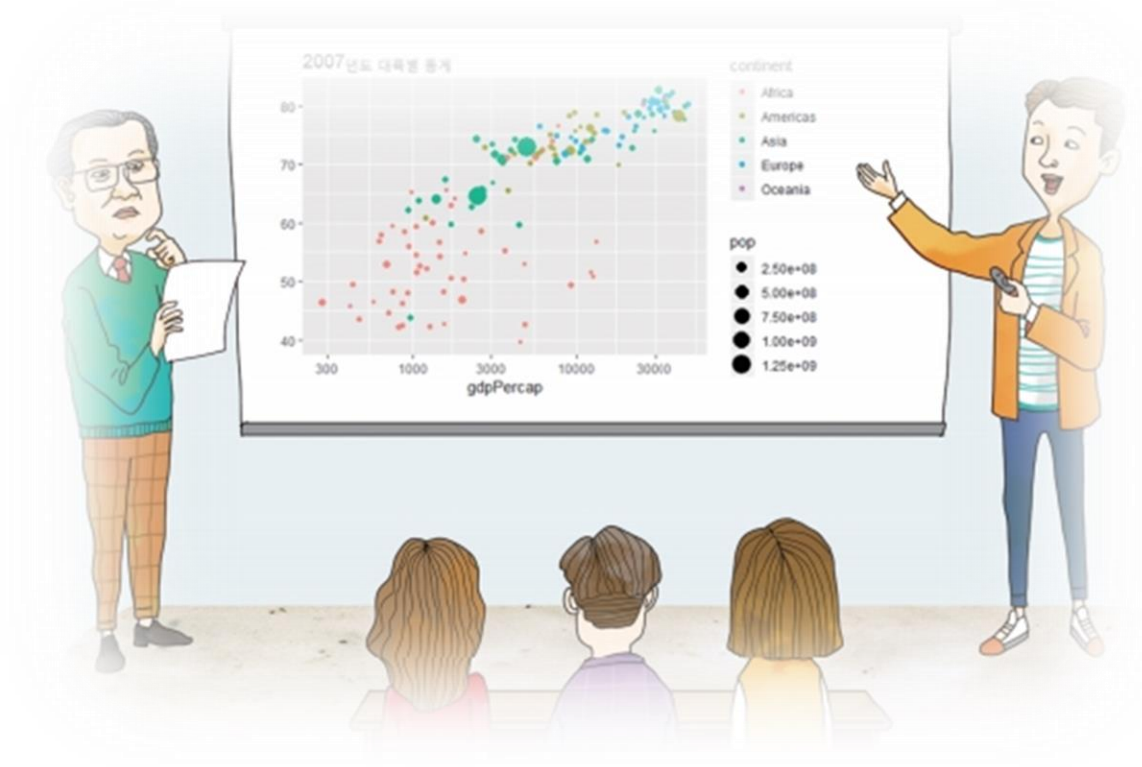 2007년도 대륙별 통계
80
70
60
50
40
300
1000
3000
10000
30000
gdpPercap
continent
Africa
Americas
Asia
Europe
Oceania
pop
2.50e+08
5.00e+08
7.50e+08
1.00e+09
1.25e+09